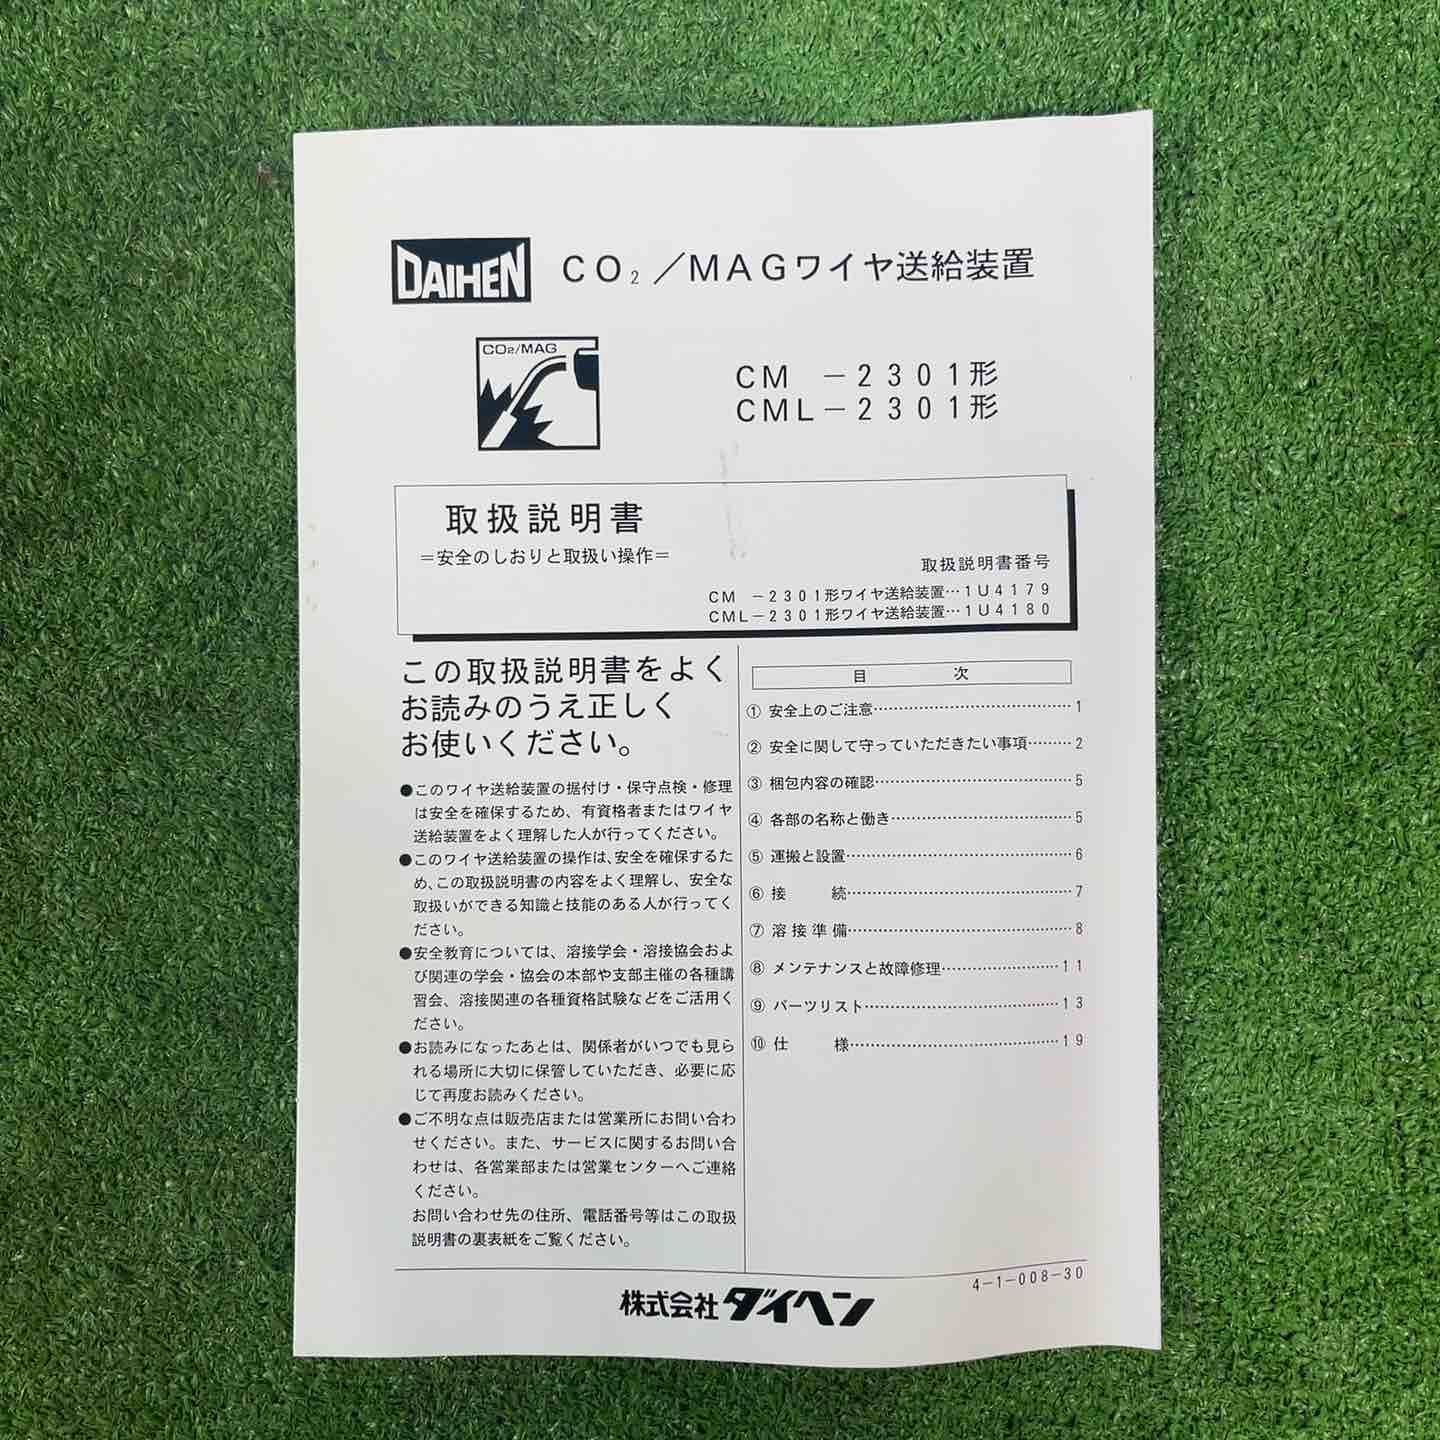 DAIHEN CO₂／MAGワイヤ送給装置
CO₂/MAG
CM －2301形
CML－2301形
取扱説明書
＝安全のしおりと取扱い操作＝
取扱説明書番号
CM －2301形ワイヤ送給装置…1U4179
CML－2301形ワイヤ送給装置…1U4180
この取扱説明書をよく
お読みのうえ正しく
お使いください。
●このワイヤ送給装置の据付け・保守点検・修理
は安全を確保するため、有資格者またはワイヤ
送給装置をよく理解した人が行ってください。
●このワイヤ送給装置の操作は、安全を確保するた
め、この取扱説明書の内容をよく理解し、安全な
取扱いができる知識と技能のある人が行ってく
ださい。
●安全教育については、溶接学会・溶接協会およ
び関連の学会・協会の本部や支部主催の各種講
習会、溶接関連の各種資格試験などをご活用く
ださい。
●お読みになったあとは、関係者がいつでも見ら
れる場所に大切に保管していただき、必要に応
じて再度お読みください。
●ご不明な点は販売店または営業所にお問い合わ
せください。また、サービスに関するお問い合
わせは、各営業部または営業センターへご連絡
ください。
お問い合わせ先の住所、電話番号等はこの取扱
説明書の裏表紙をご覧ください。
目 次
① 安全上のご注意…………………………………1
② 安全に関して守っていただきたい事項………2
③ 梱包内容の確認…………………………………5
④ 各部の名称と働き………………………………5
⑤ 運搬と設置………………………………………6
⑥ 接 続………………………………………7
⑦ 溶接準備………………………………………8
⑧ メンテナンスと故障修理……………………11
⑨ パーツリスト…………………………………13
⑩ 仕 様……………………………………19
4－1－008－30
株式会社ダイヘン